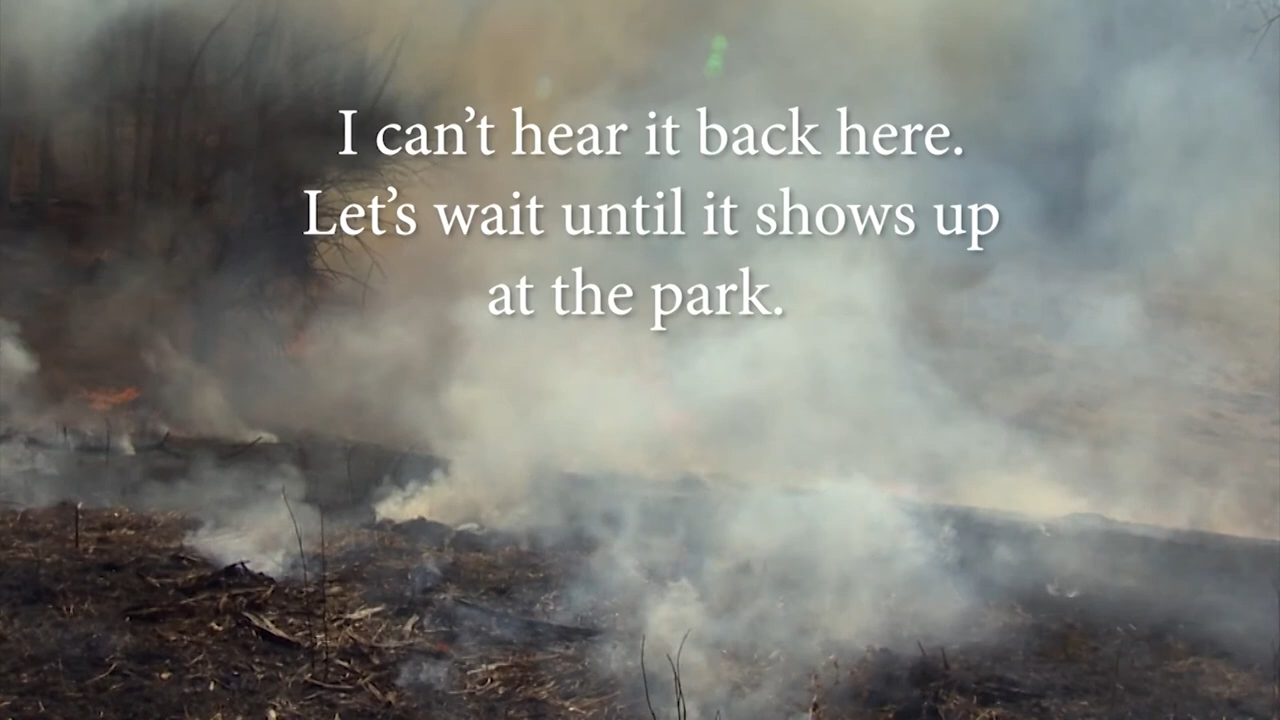 I can’t hear it back here.
Let’s wait until it shows up
at the park.